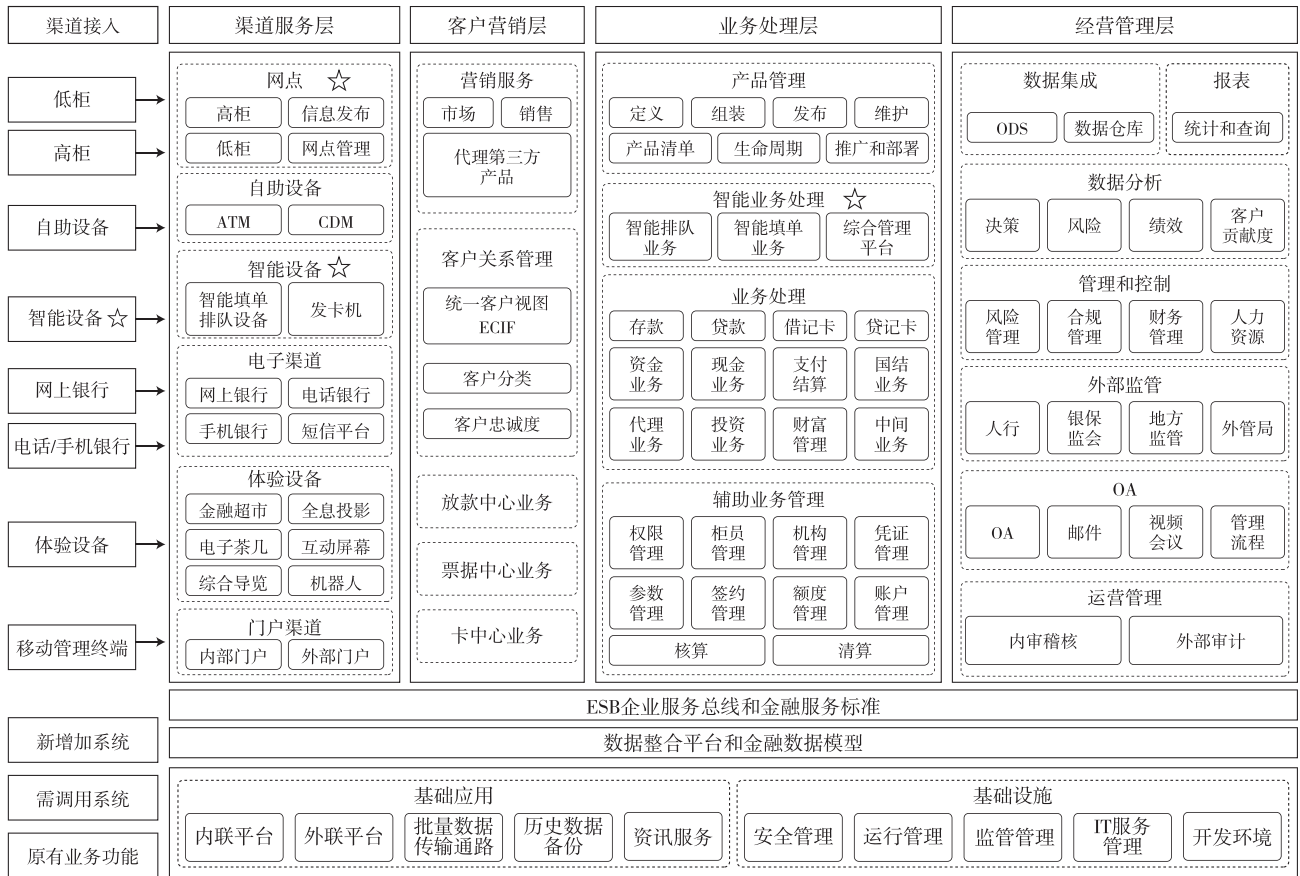 渠道接入
低柜
高柜
自助设备
智能设备☆
网上银行
电话/手机银行
体验设备
移动管理终端
新增加系统
需调用系统
原有业务功能
渠道服务层
网点 ☆
高柜 信息发布
低柜 网点管理
自助设备
ATM CDM
智能设备☆
智能填单
排队设备
发卡机
电子渠道
网上银行 电话银行
手机银行 短信平台
体验设备
金融超市 全息投影
电子茶几 互动屏幕
综合导览 机器人
门户渠道
内部门户 外部门户
客户营销层
营销服务
市场 销售
代理第三方
产品
客户关系管理
统一客户视图
ECIF
客户分类
客户忠诚度
放款中心业务
票据中心业务
卡中心业务
业务处理层
产品管理
定义 组装 发布 维护
产品清单 生命周期 推广和部署
智能业务处理 ☆
智能排队
业务
智能填单
业务
综合管理
平台
业务处理
存款 贷款 借记卡 贷记卡
资金
业务
现金
业务
支付
结算
国结
业务
代理
业务
投资
业务
财富
管理
中间
业务
辅助业务管理
权限
管理
柜员
管理
机构
管理
凭证
管理
参数
管理
签约
管理
额度
管理
账户
管理
核算 清算
经营管理层
数据集成
ODS 数据仓库
报表
统计和查询
数据分析
决策 风险 绩效
客户
贡献度
管理和控制
风险
管理
合规
管理
财务
管理
人力
资源
外部监管
人行
银保
监会
地方
监管
外管局
OA
OA 邮件
视频
会议
管理
流程
运营管理
内审稽核 外部审计
ESB企业服务总线和金融服务标准
数据整合平台和金融数据模型
基础应用
内联平台 外联平台
批量数据
传输通路
历史数据
备份
资讯服务
基础设施
安全管理 运行管理 监管管理
IT服务
管理
开发环境